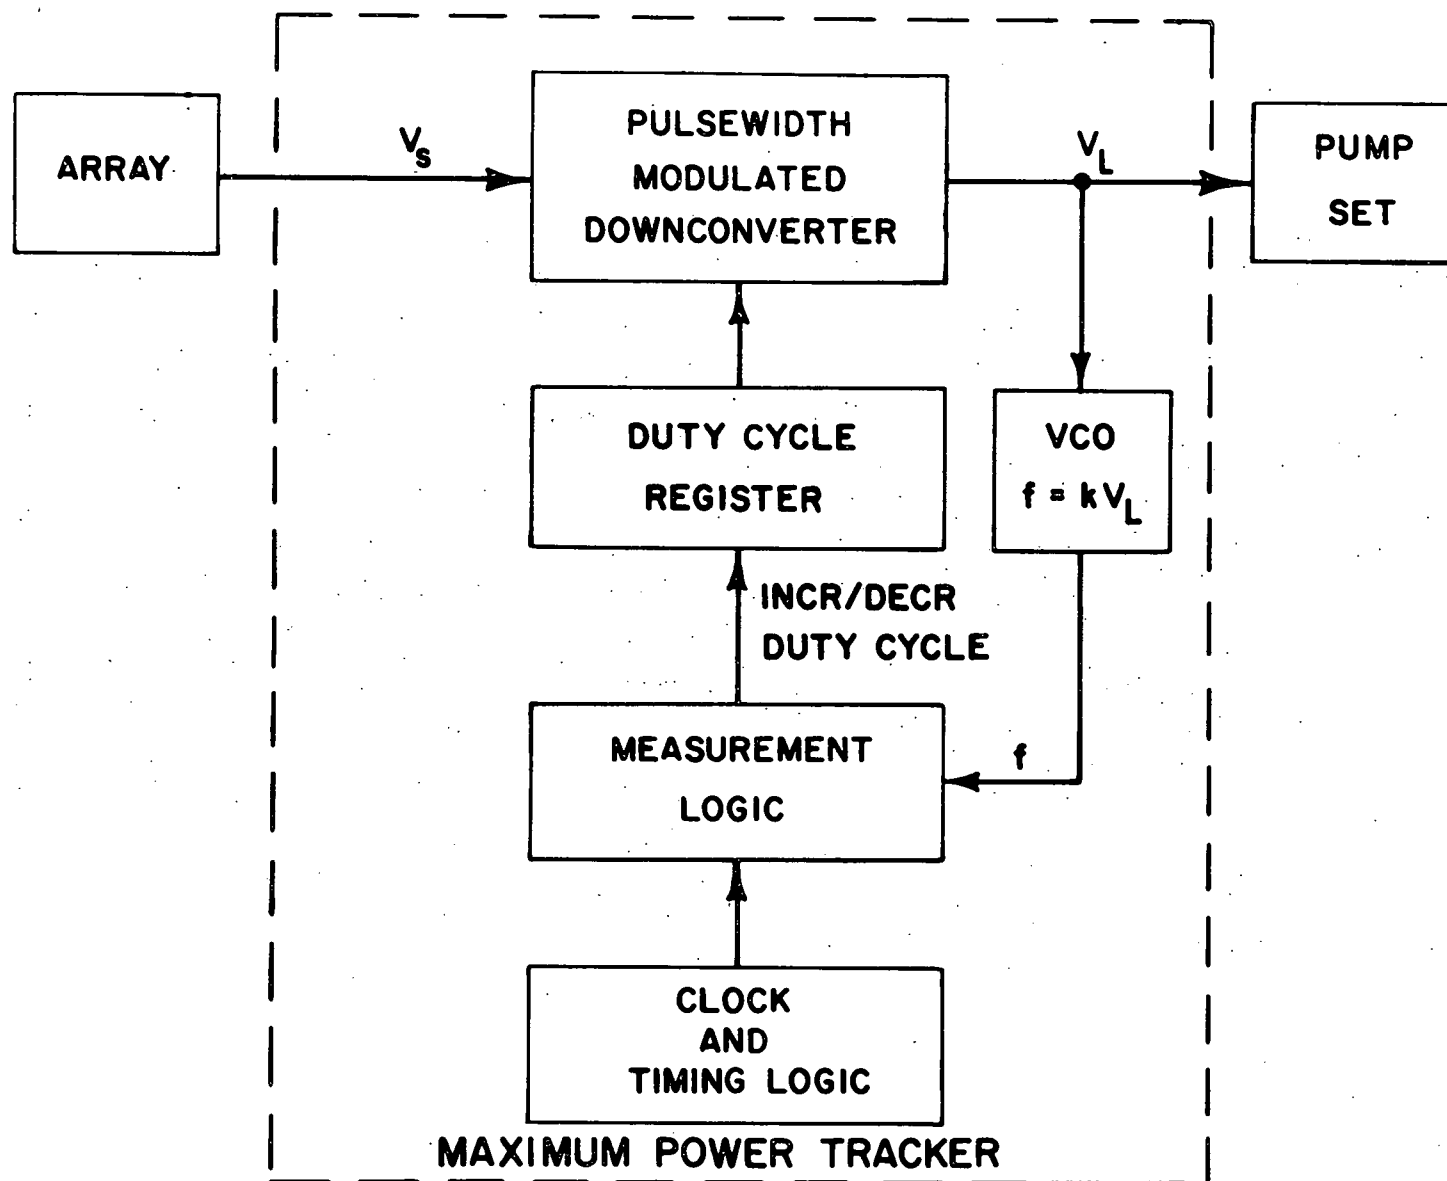 ARRAY
V_s
PULSEWIDTH
MODULATED
DOWNCONVERTER
V_L
PUMP
SET
DUTY CYCLE
REGISTER
VCO
f = kV_L
INCR/DECR
DUTY CYCLE
MEASUREMENT
LOGIC
f
CLOCK
AND
TIMING LOGIC
MAXIMUM POWER TRACKER